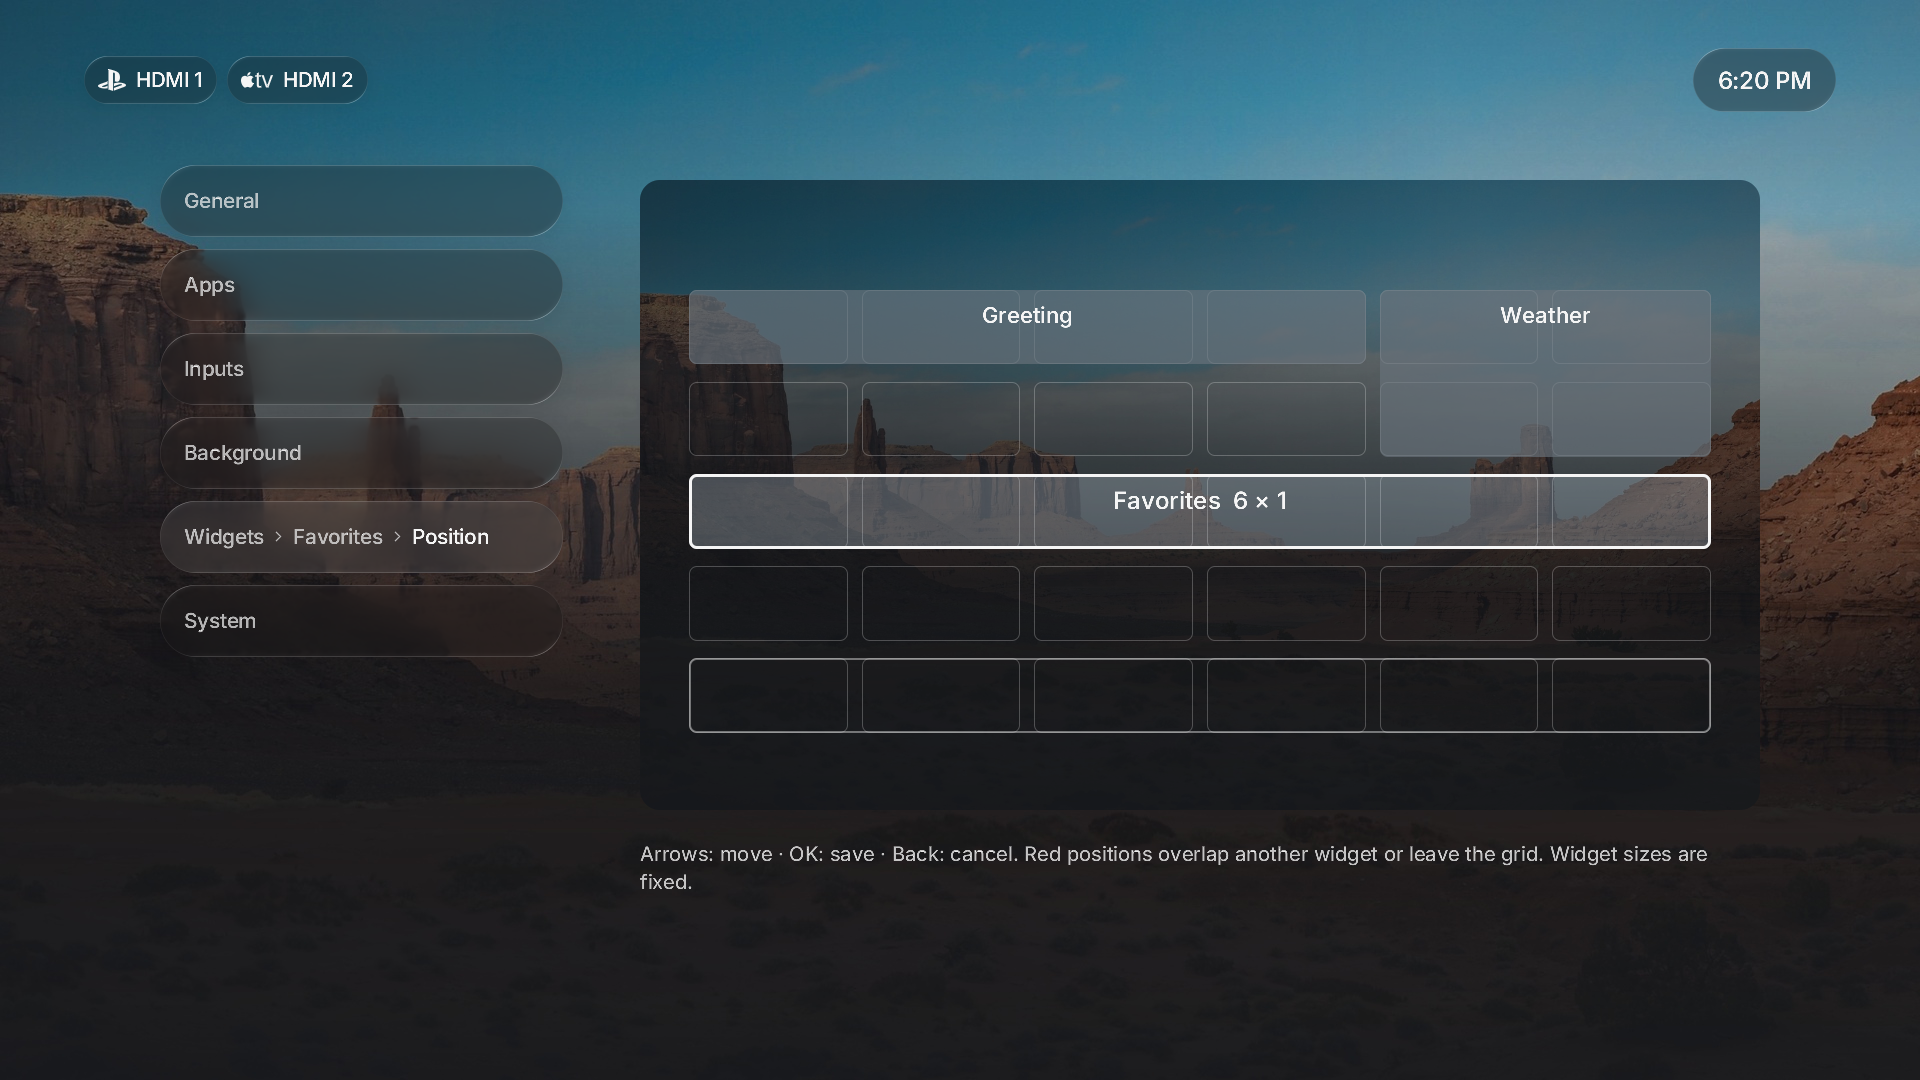 HDMI 1
tv HDMI 2
6:20 PM
General
Apps
Inputs
Background
Widgets › Favorites › Position
System
Greeting
Weather
Favorites 6 × 1
Arrows: move · OK: save · Back: cancel. Red positions overlap another widget or leave the grid. Widget sizes are
fixed.